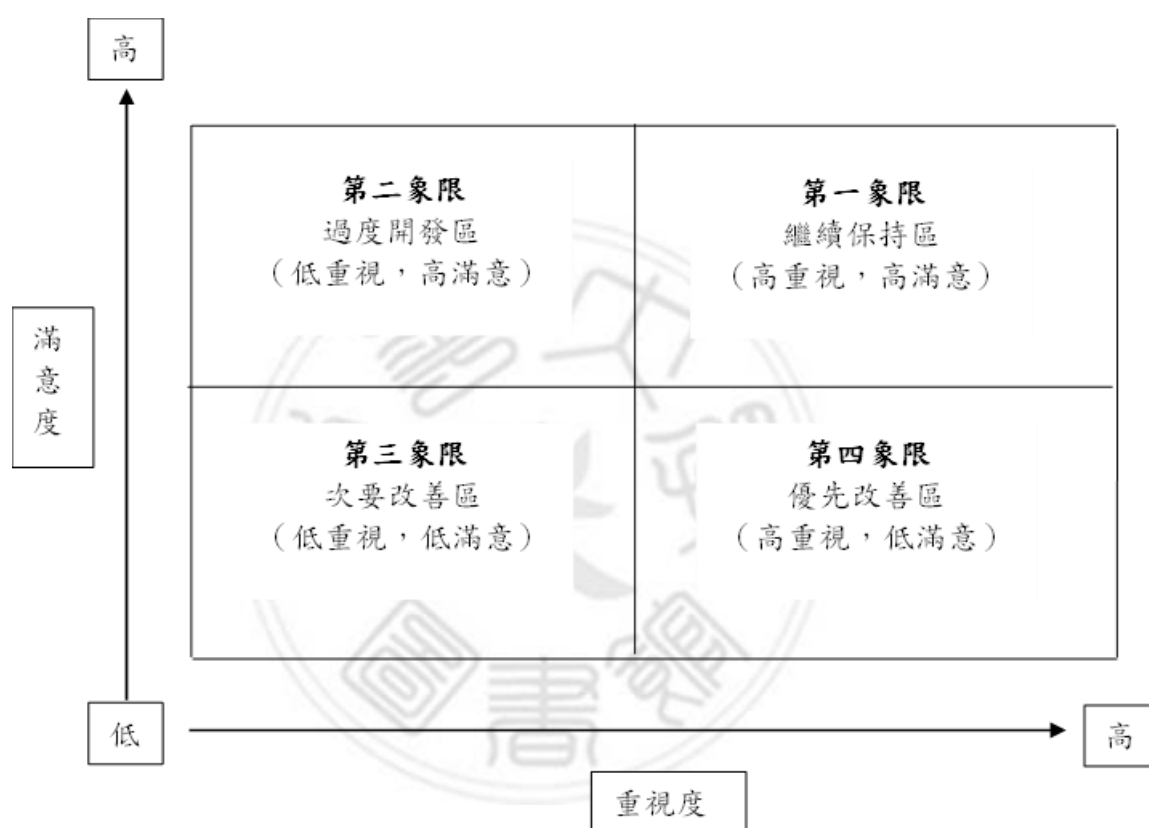 高
第二象限
過度開發區
（低重視，高滿意）
第一象限
繼續保持區
（高重視，高滿意）
滿
意
度
第三象限
次要改善區
（低重視，低滿意）
第四象限
優先改善區
（高重視，低滿意）
低
高
重視度
書